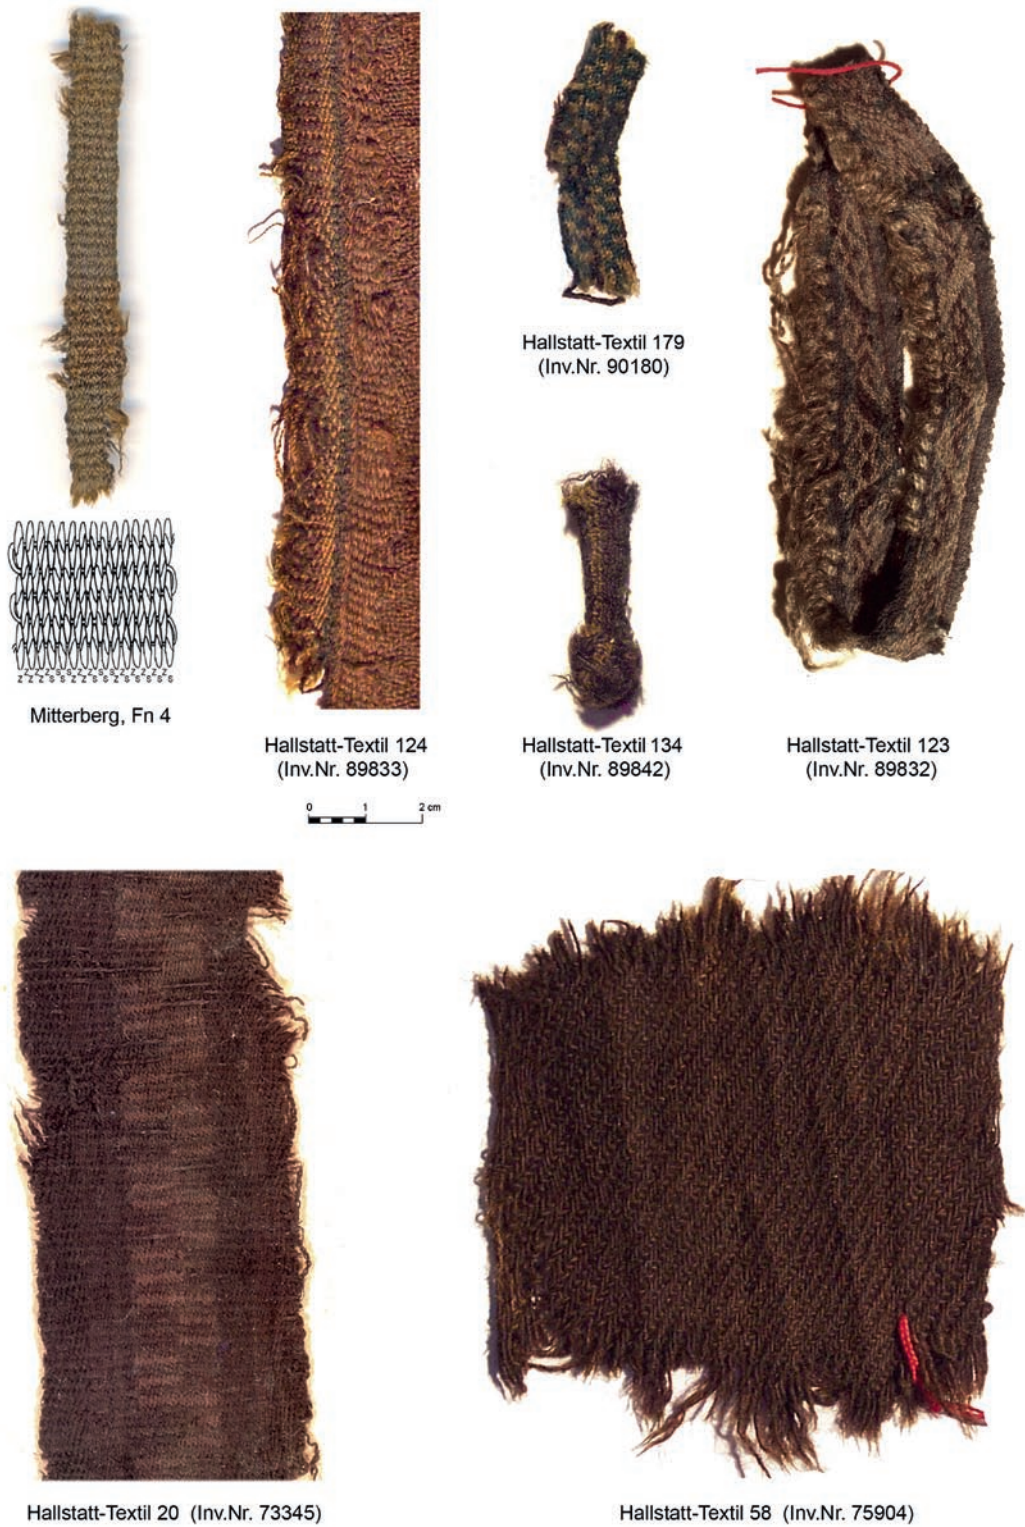 Hallstatt-Textil 179
(Inv.Nr. 90180)
Mitterberg, Fn 4
Hallstatt-Textil 124
(Inv.Nr. 89833)
Hallstatt-Textil 134
(Inv.Nr. 89842)
Hallstatt-Textil 123
(Inv.Nr. 89832)
0 1 2 cm
Hallstatt-Textil 20 (Inv.Nr. 73345)
Hallstatt-Textil 58 (Inv.Nr. 75904)